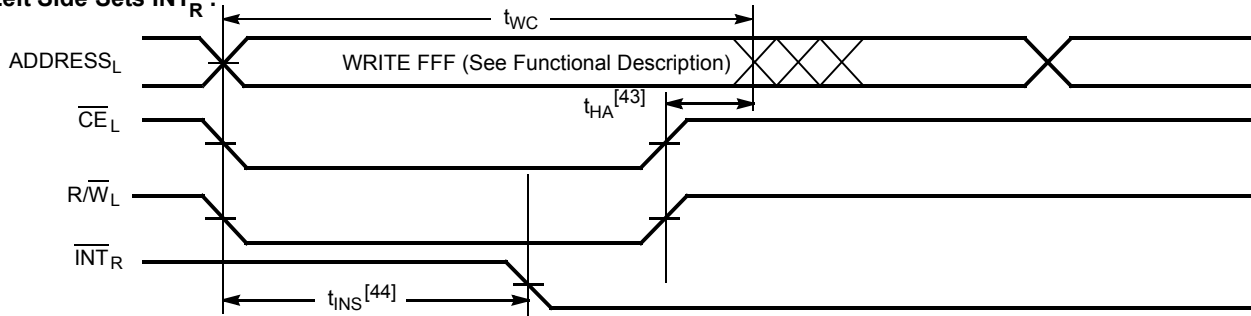 Left Side Sets INT_R :
t_WC
ADDRESS_L
WRITE FFF (See Functional Description)
t_HA[43]
CE_L
R/W_L
INT_R
t_INS[44]